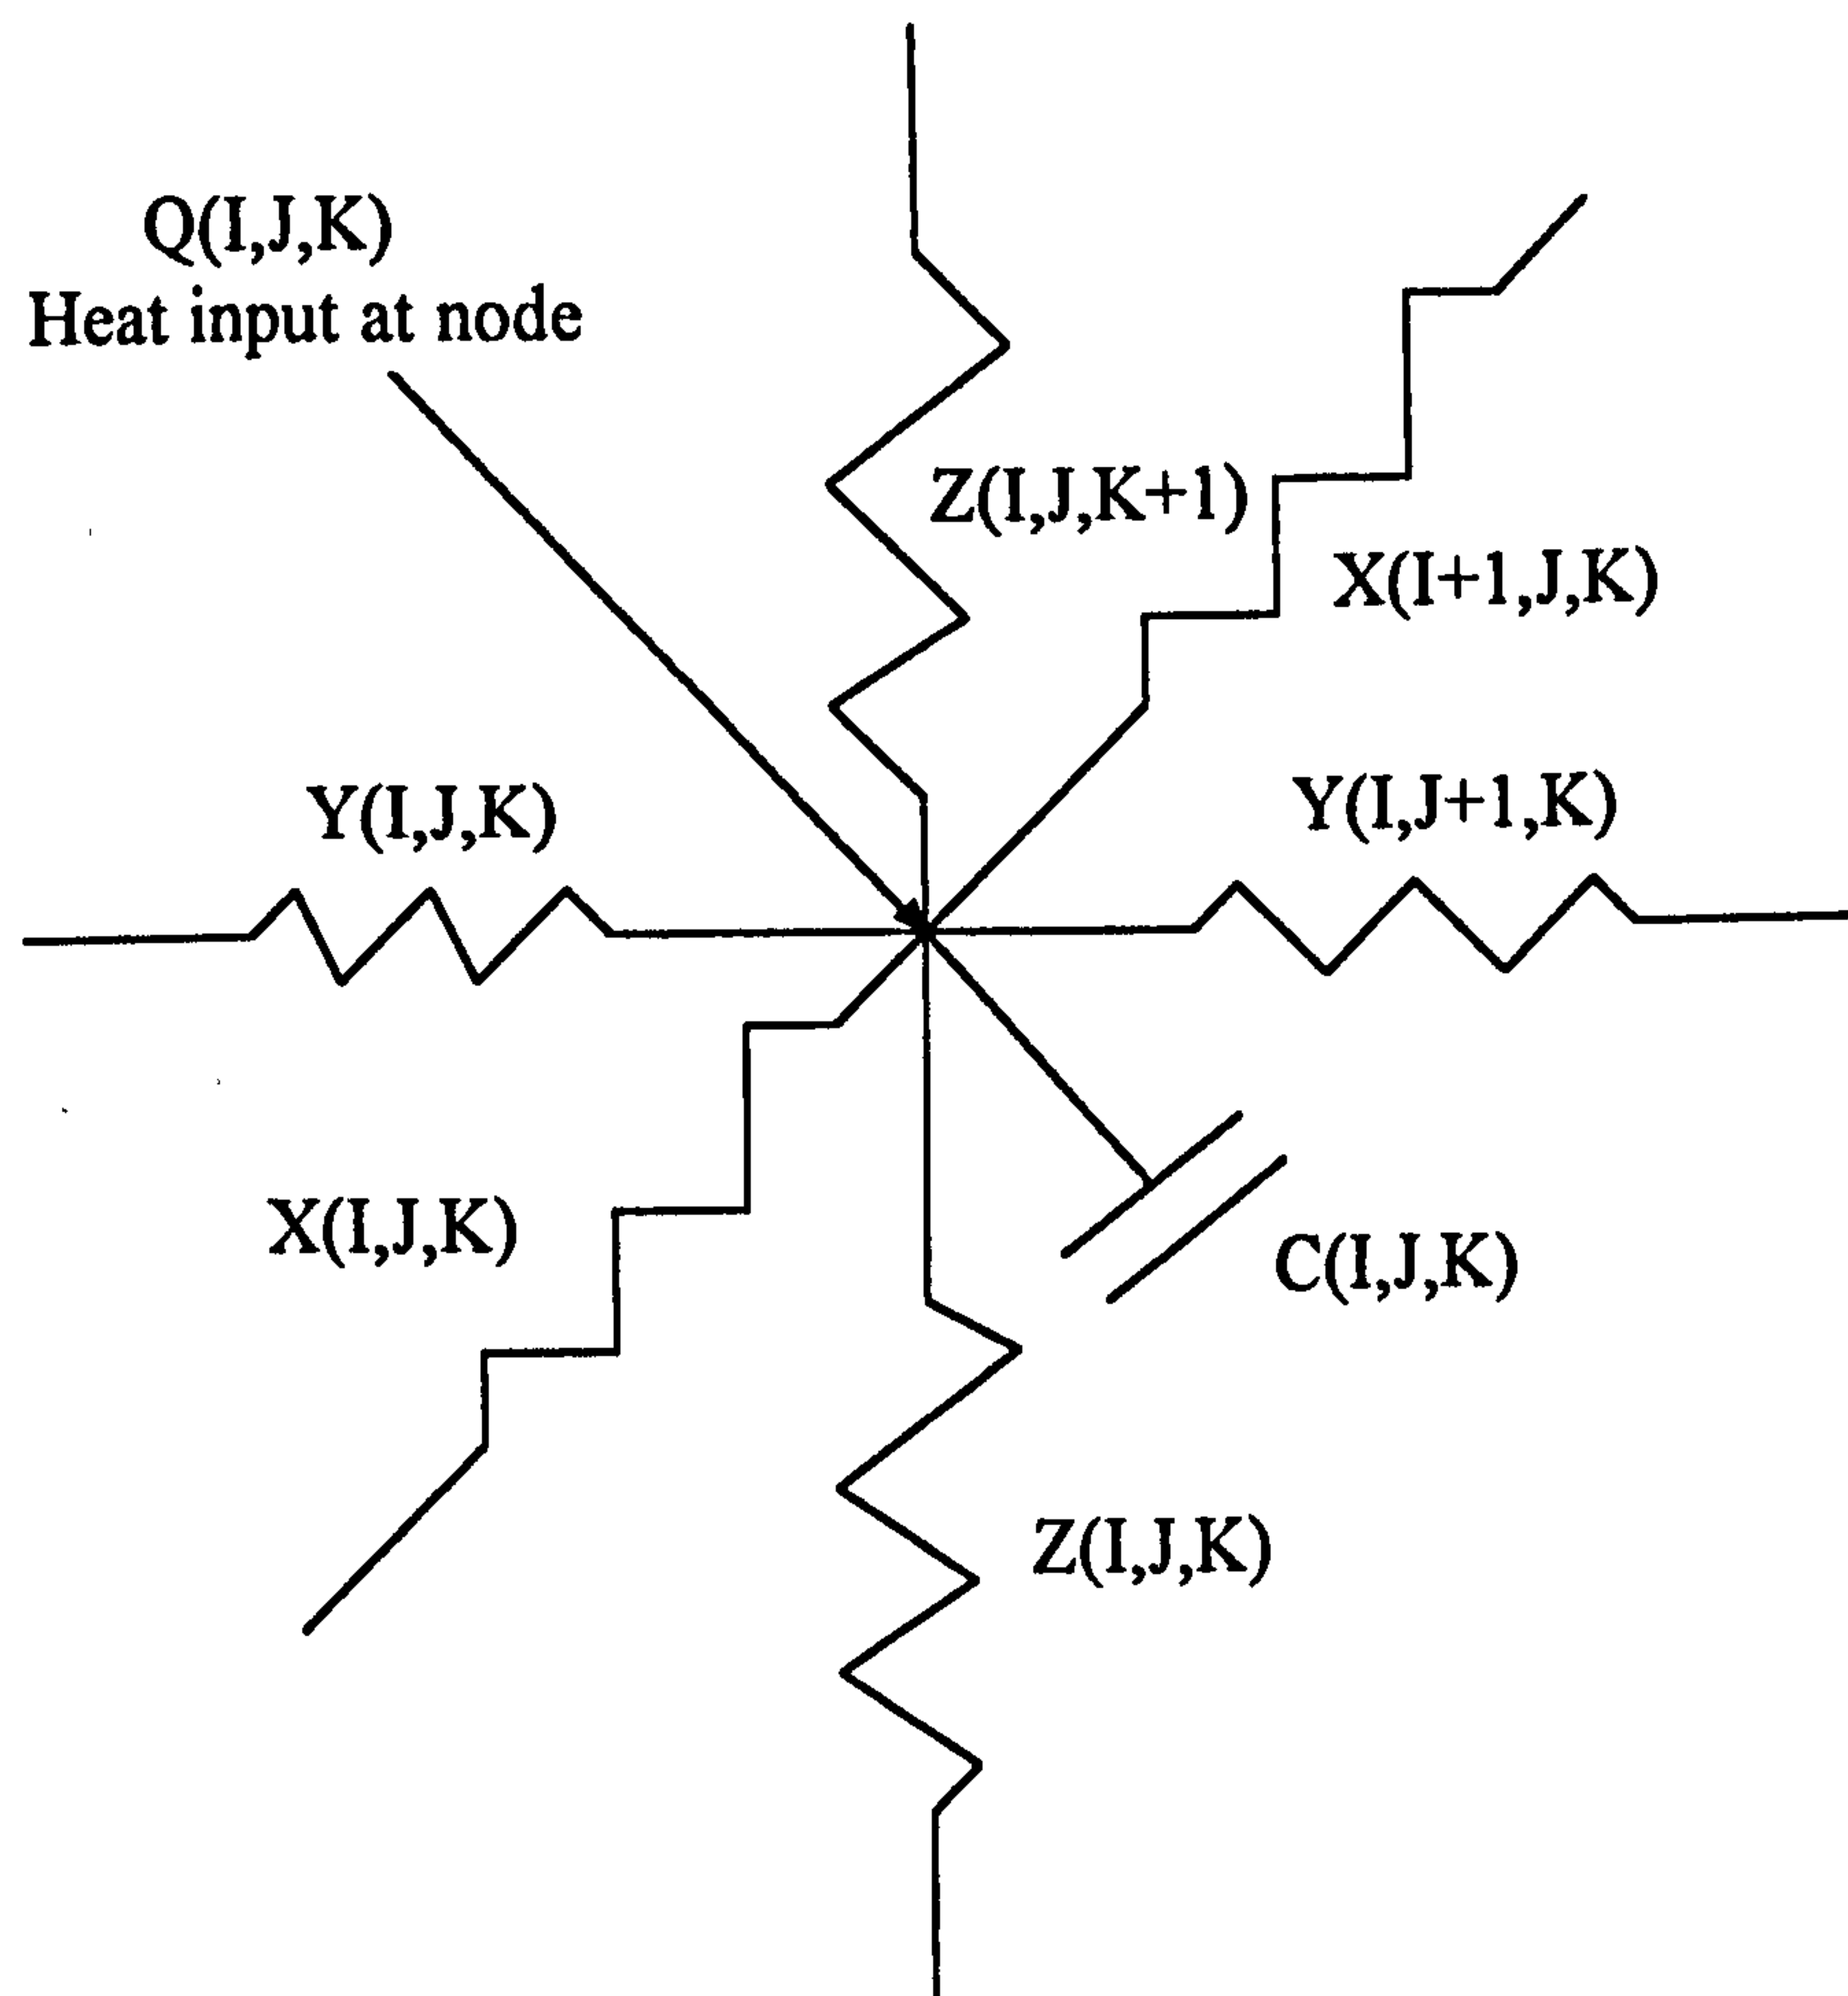 Q(I,J,K)
Heat input at node
Z(I,J,K+1)
X(I+1,J,K)
Y(I,J,K)
Y(I,J+1,K)
X(I,J,K)
C(I,J,K)
Z(I,J,K)